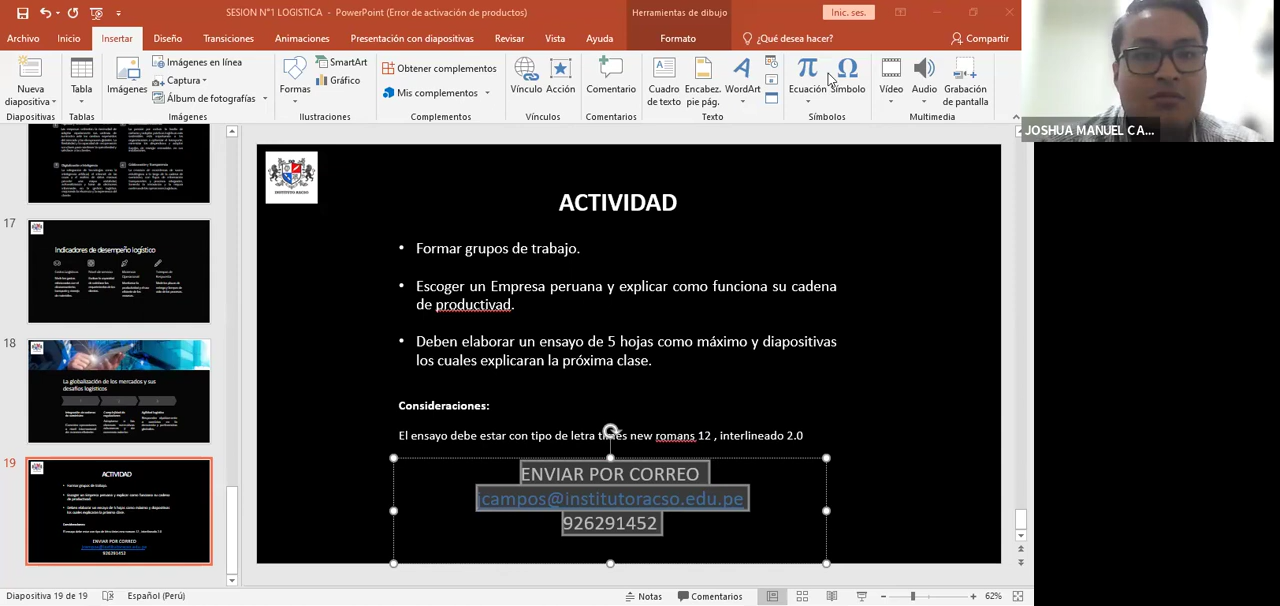 SESION N°1 LOGISTICA - PowerPoint (Error de activación de productos)
Herramientas de dibujo
Inic. ses.
Archivo
Inicio
Insertar
Diseño
Transiciones
Animaciones
Presentación con diapositivas
Revisar
Vista
Ayuda
Formato
¿Qué desea hacer?
Compartir
Nueva diapositiva
Tabla
Imágenes
Imágenes en línea
Captura
Álbum de fotografías
Formas
SmartArt
Gráfico
Obtener complementos
Mis complementos
Vínculo
Acción
Comentario
Cuadro de texto
Encabez. pie pág.
WordArt
Ecuación
Símbolo
Vídeo
Audio
Grabación de pantalla
Diapositivas
Tablas
Imágenes
Ilustraciones
Complementos
Vínculos
Comentarios
Texto
Símbolos
Multimedia
JOSHUA MANUEL CA...
17
Indicadores de desempeño logístico
18
La globalización de los mercados y sus
desafíos logísticos
19
ACTIVIDAD
INSTITUTO RACSO
ACTIVIDAD
• Formar grupos de trabajo.
• Escoger un Empresa peruana y explicar como funciona su cadena
de productivad.
• Deben elaborar un ensayo de 5 hojas como máximo y diapositivas
los cuales explicaran la próxima clase.
Consideraciones:
El ensayo debe estar con tipo de letra times new romans 12 , interlineado 2.0
ENVIAR POR CORREO
jcampos@institutoracso.edu.pe
926291452
Diapositiva 19 de 19
Español (Perú)
Notas
Comentarios
62%